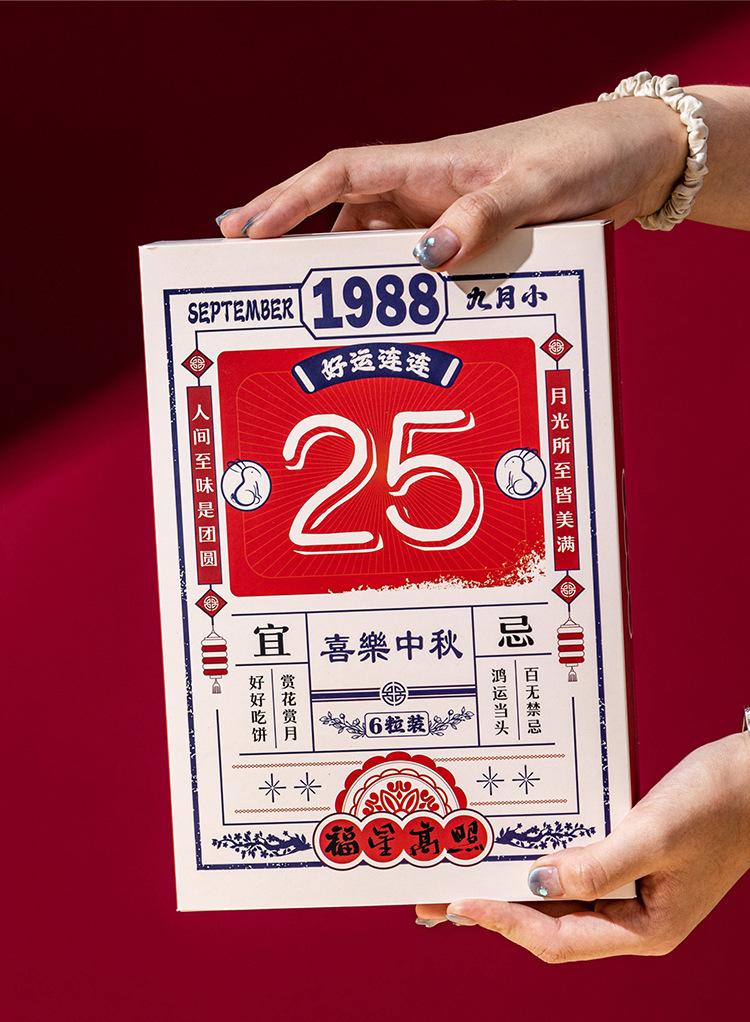 SEPTEMBER
1988
九月小
好运连连
25
人间至味是团圆
月光所至皆美满
宜
喜樂中秋
忌
赏花赏月
好好吃饼
百无禁忌
鸿运当头
6粒装
福星高照